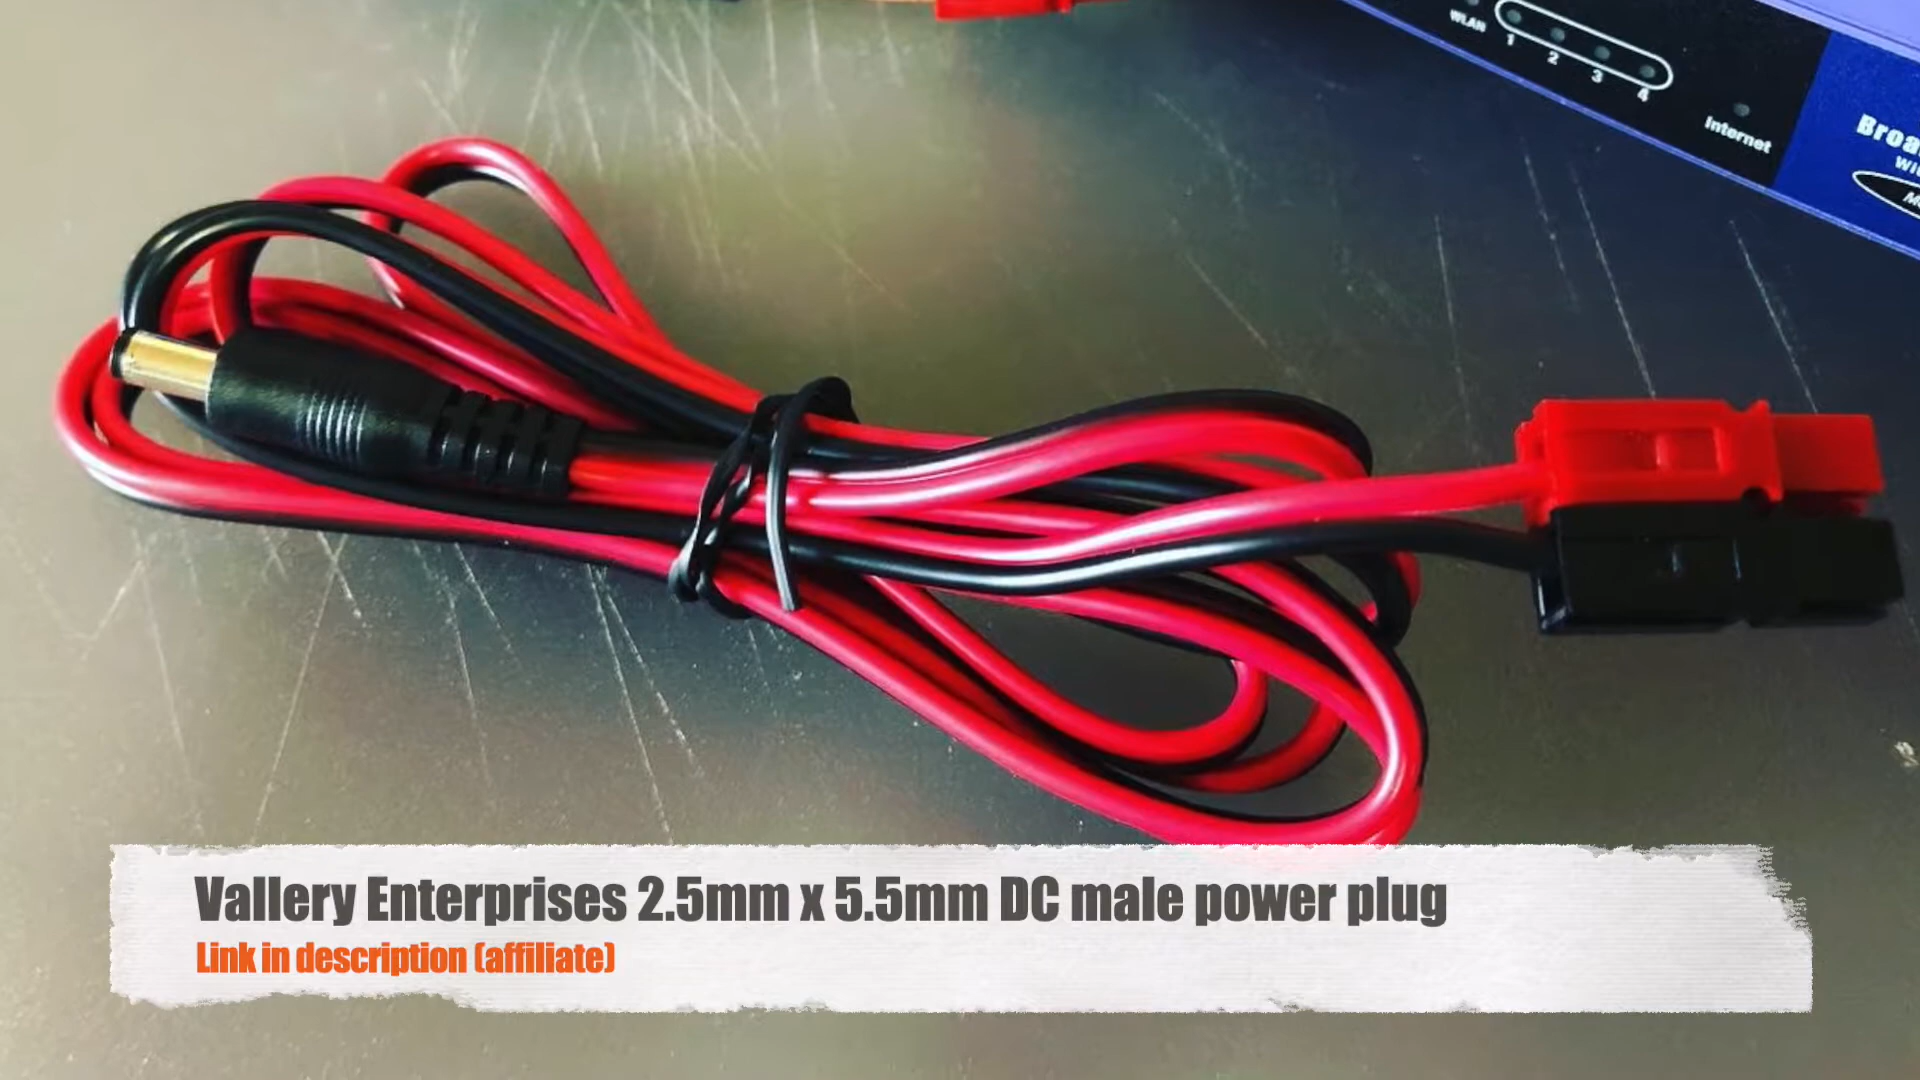 WLAN
1 2 3 4
Internet
Vallery Enterprises 2.5mm x 5.5mm DC male power plug
Link in description (affiliate)